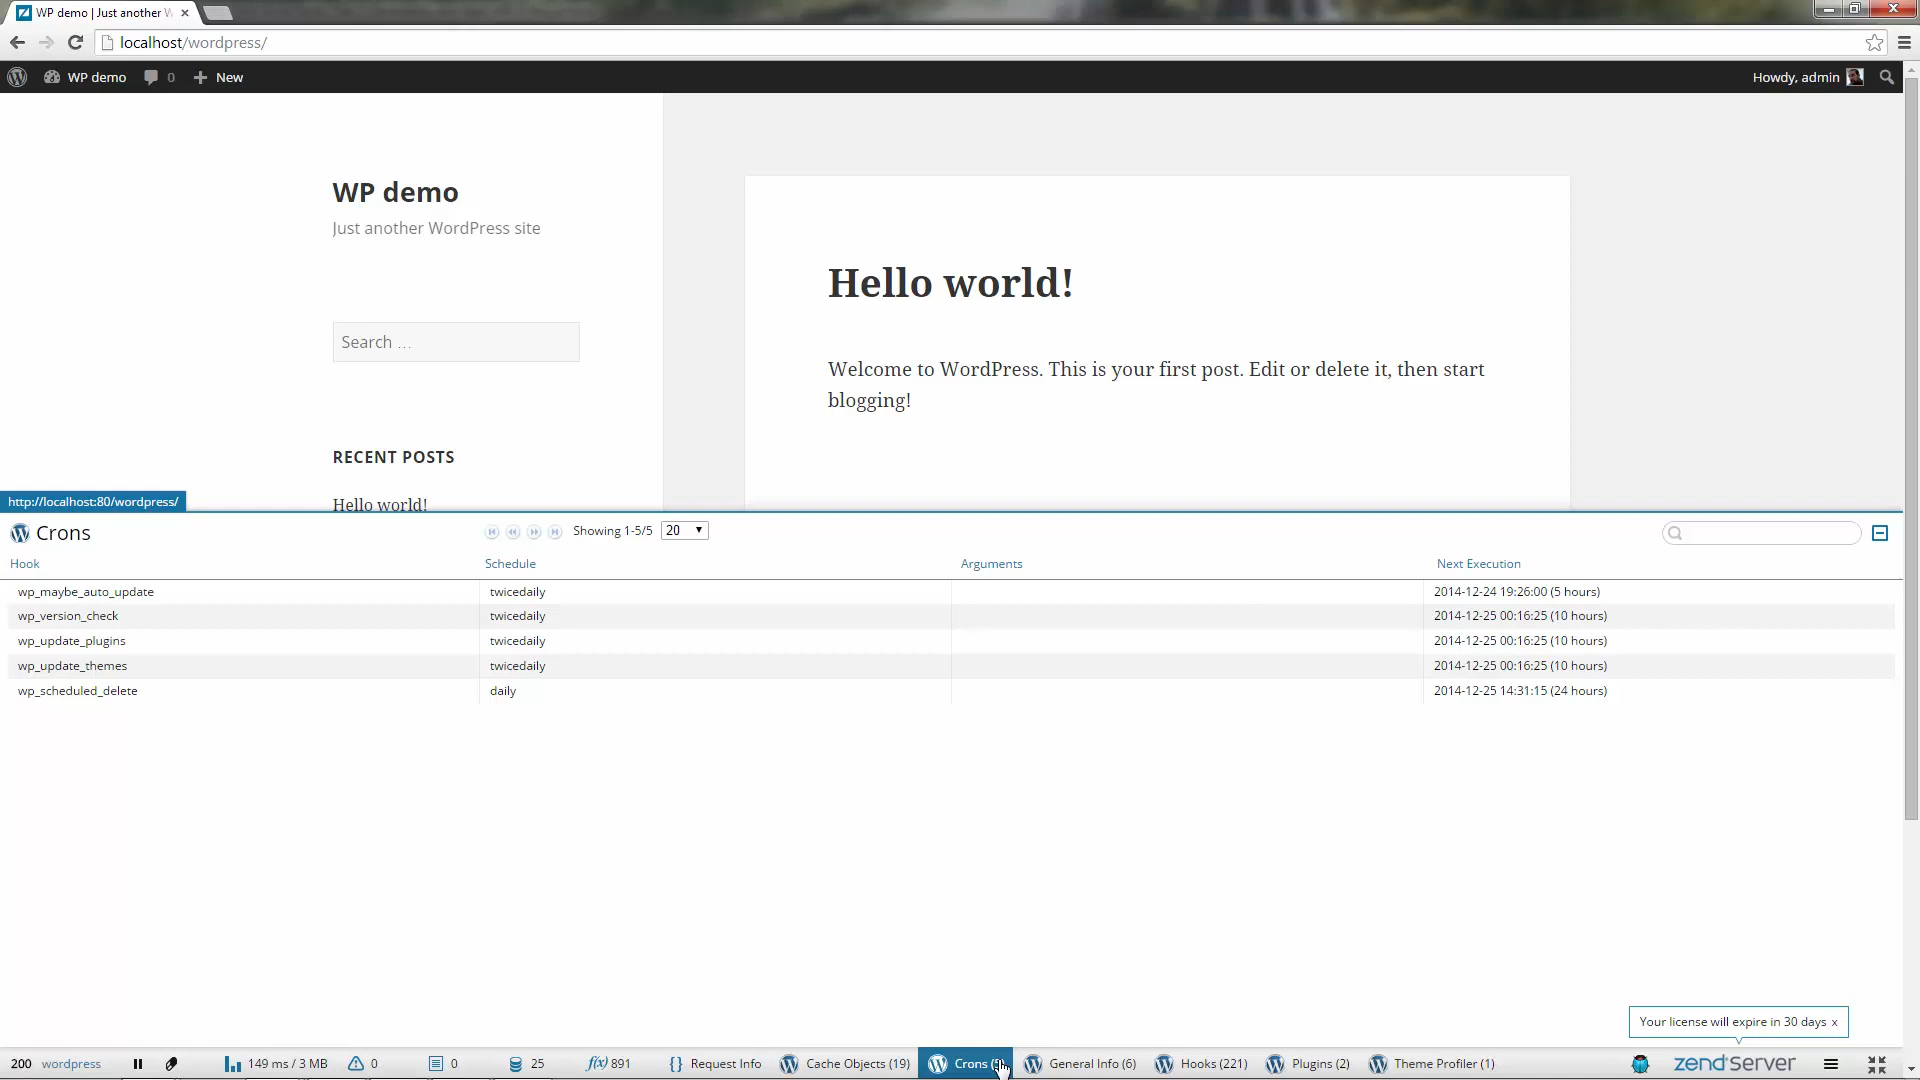 WP demo | Just another W
localhost/wordpress/
WP demo
0
New
Howdy, admin
WP demo
Just another WordPress site
Search …
RECENT POSTS
Hello world!
Hello world!
Welcome to WordPress. This is your first post. Edit or delete it, then start
blogging!
http://localhost:80/wordpress/
Crons
Showing 1-5/5
20
Hook
Schedule
Arguments
Next Execution
wp_maybe_auto_update
twicedaily
2014-12-24 19:26:00 (5 hours)
wp_version_check
twicedaily
2014-12-25 00:16:25 (10 hours)
wp_update_plugins
twicedaily
2014-12-25 00:16:25 (10 hours)
wp_update_themes
twicedaily
2014-12-25 00:16:25 (10 hours)
wp_scheduled_delete
daily
2014-12-25 14:31:15 (24 hours)
Your license will expire in 30 days x
200
wordpress
149 ms / 3 MB
0
0
25
f(x) 891
{} Request Info
Cache Objects (19)
Crons
General Info (6)
Hooks (221)
Plugins (2)
Theme Profiler (1)
zendServer